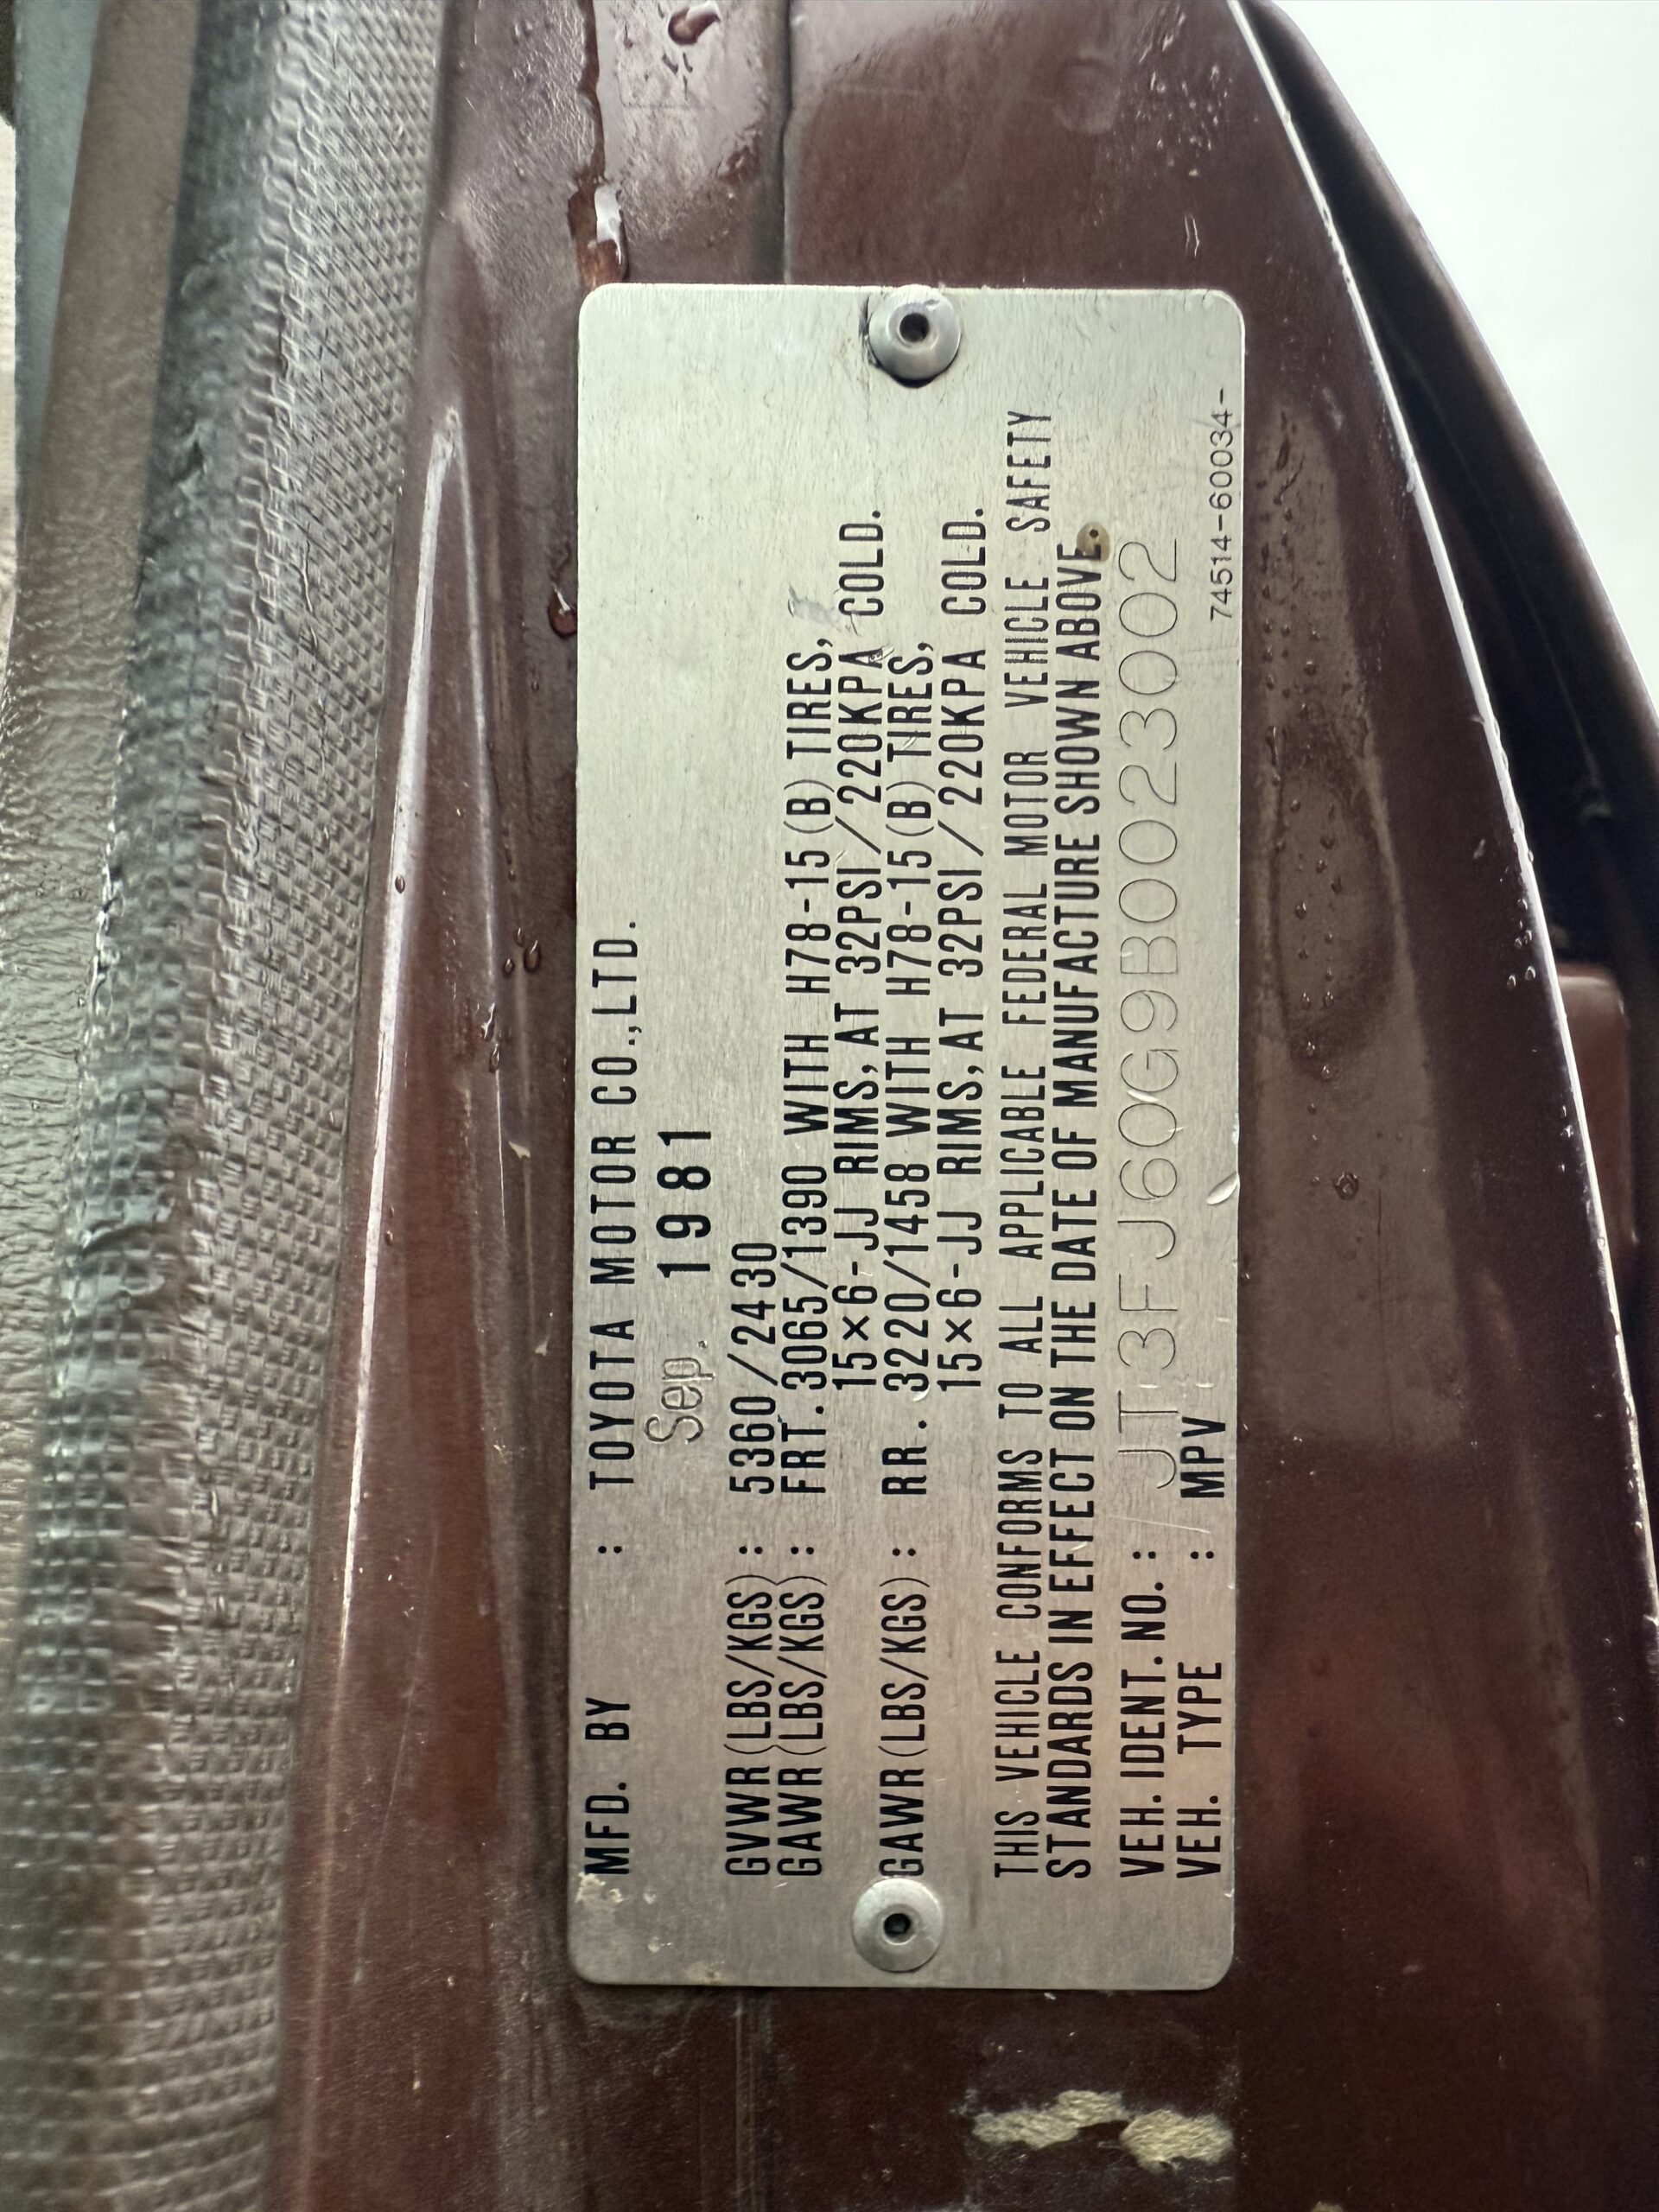 MFD. BY : TOYOTA MOTOR CO.,LTD.
Sep. 1981
GVWR(LBS/KGS): 5360/2430
GAWR(LBS/KGS): FRT.3065/1390 WITH H78-15(B)TIRES,
15×6-JJ RIMS,AT 32PSI/220KPA COLD.
GAWR(LBS/KGS): RR. 3220/1458 WITH H78-15(B)TIRES,
15×6-JJ RIMS,AT 32PSI/220KPA COLD.
THIS VEHICLE CONFORMS TO ALL APPLICABLE FEDERAL MOTOR VEHICLE SAFETY
STANDARDS IN EFFECT ON THE DATE OF MANUFACTURE SHOWN ABOVE.
VEH. IDENT. NO. : JT3FJ60G9B0023002
VEH. TYPE : MPV
74514-60034-